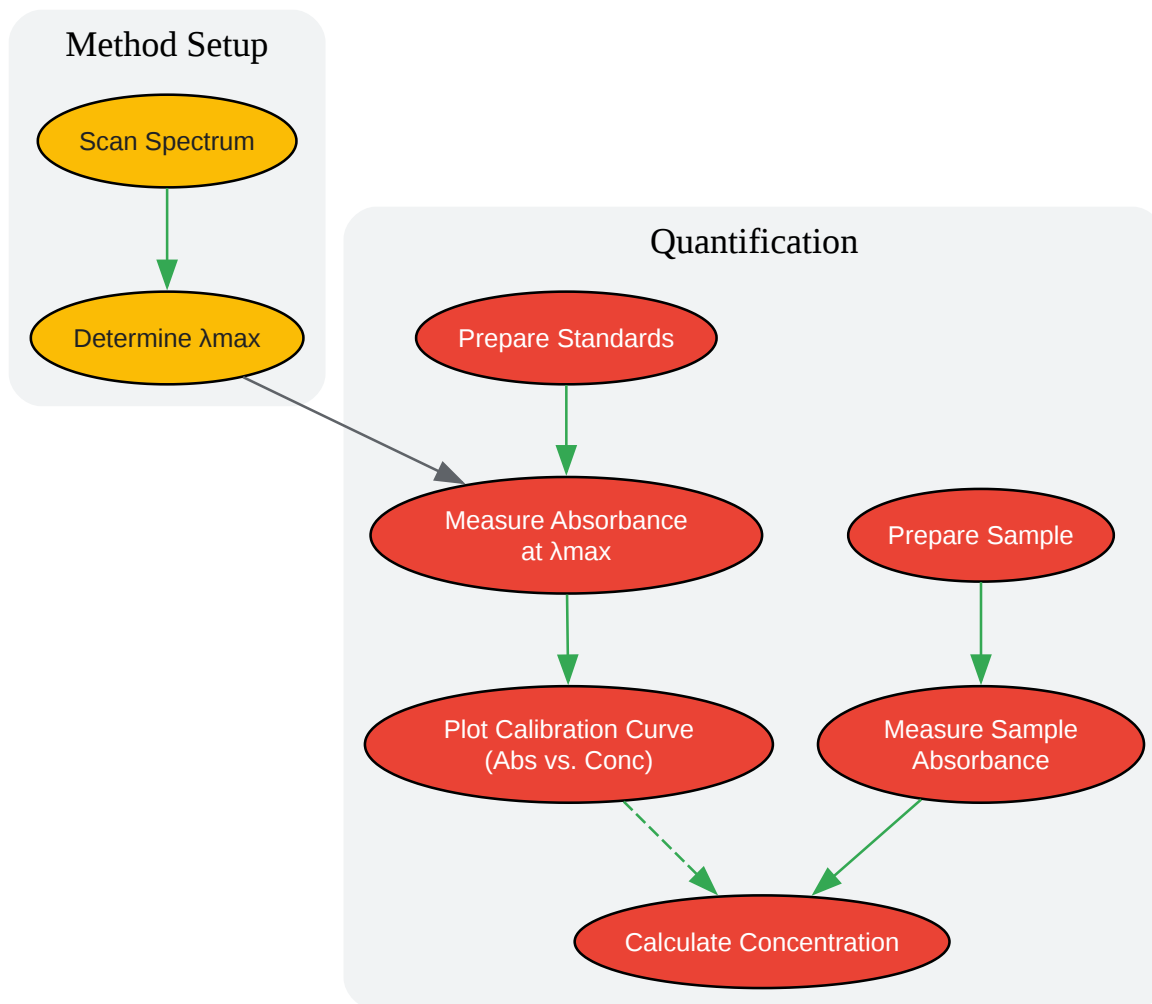 Method Setup
Scan Spectrum
Determine λmax
Quantification
Prepare Standards
Measure Absorbance
at λmax
Prepare Sample
Plot Calibration Curve
(Abs vs. Conc)
Measure Sample
Absorbance
Calculate Concentration